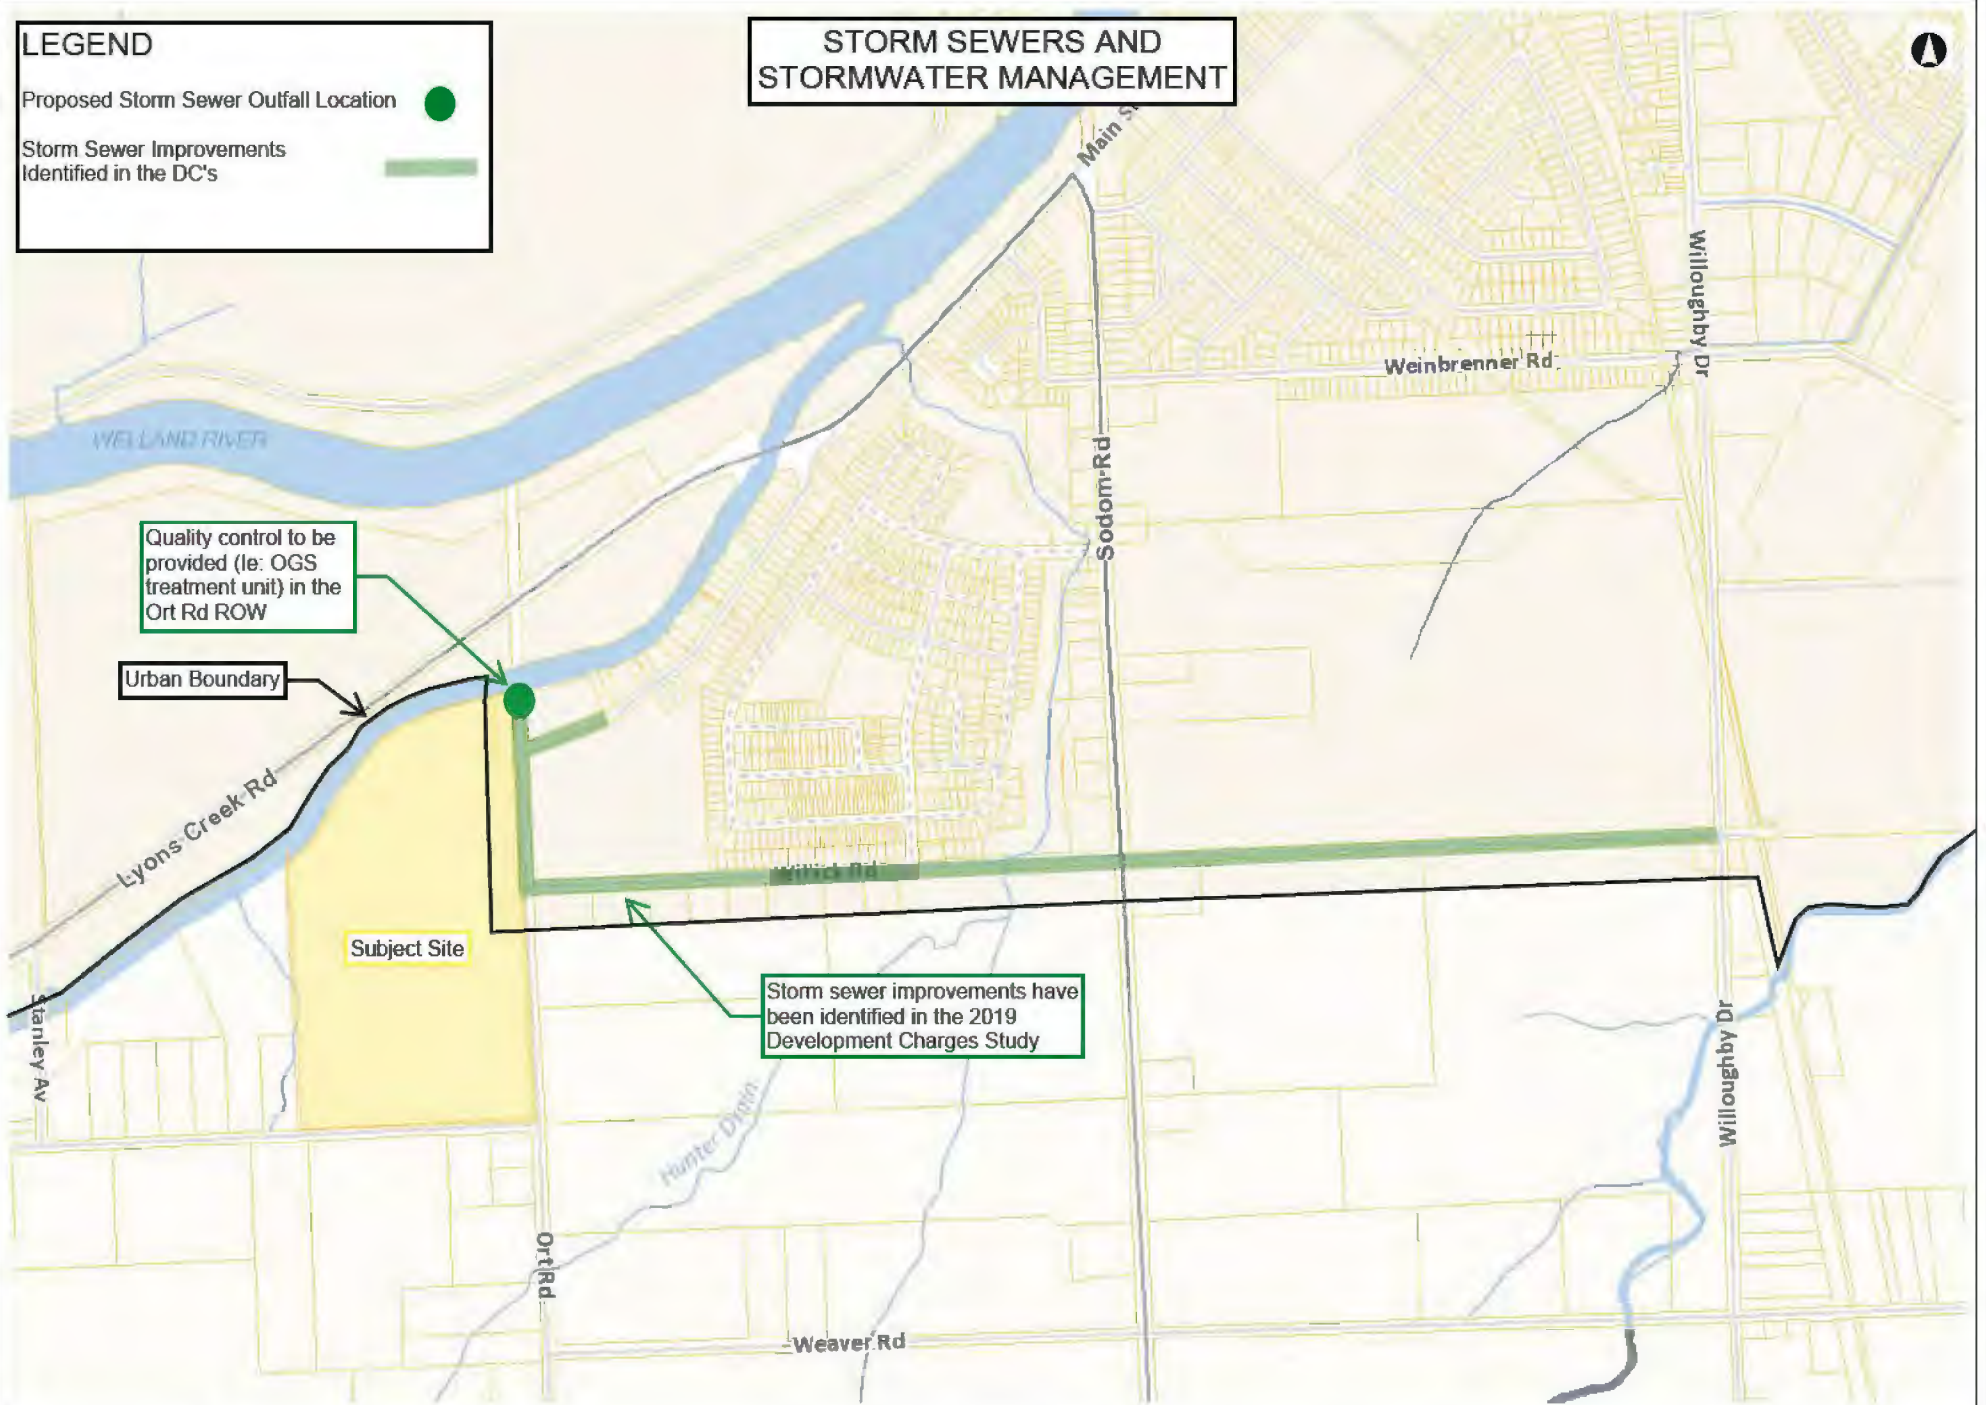 LEGEND
Proposed Storm Sewer Outfall Location
Storm Sewer Improvements
Identified in the DC's
STORM SEWERS AND
STORMWATER MANAGEMENT
Main
Willoughby Dr
Weinbrenner Rd
WELLAND RIVER
Sodom Rd
Quality control to be
provided (Ie: OGS
treatment unit) in the
Ort Rd ROW
Urban Boundary
Lyons Creek Rd
Willick Rd
Subject Site
Storm sewer improvements have
been identified in the 2019
Development Charges Study
Stanley Av
Willoughby Dr
Hunter Drain
Ort Rd
Weaver Rd